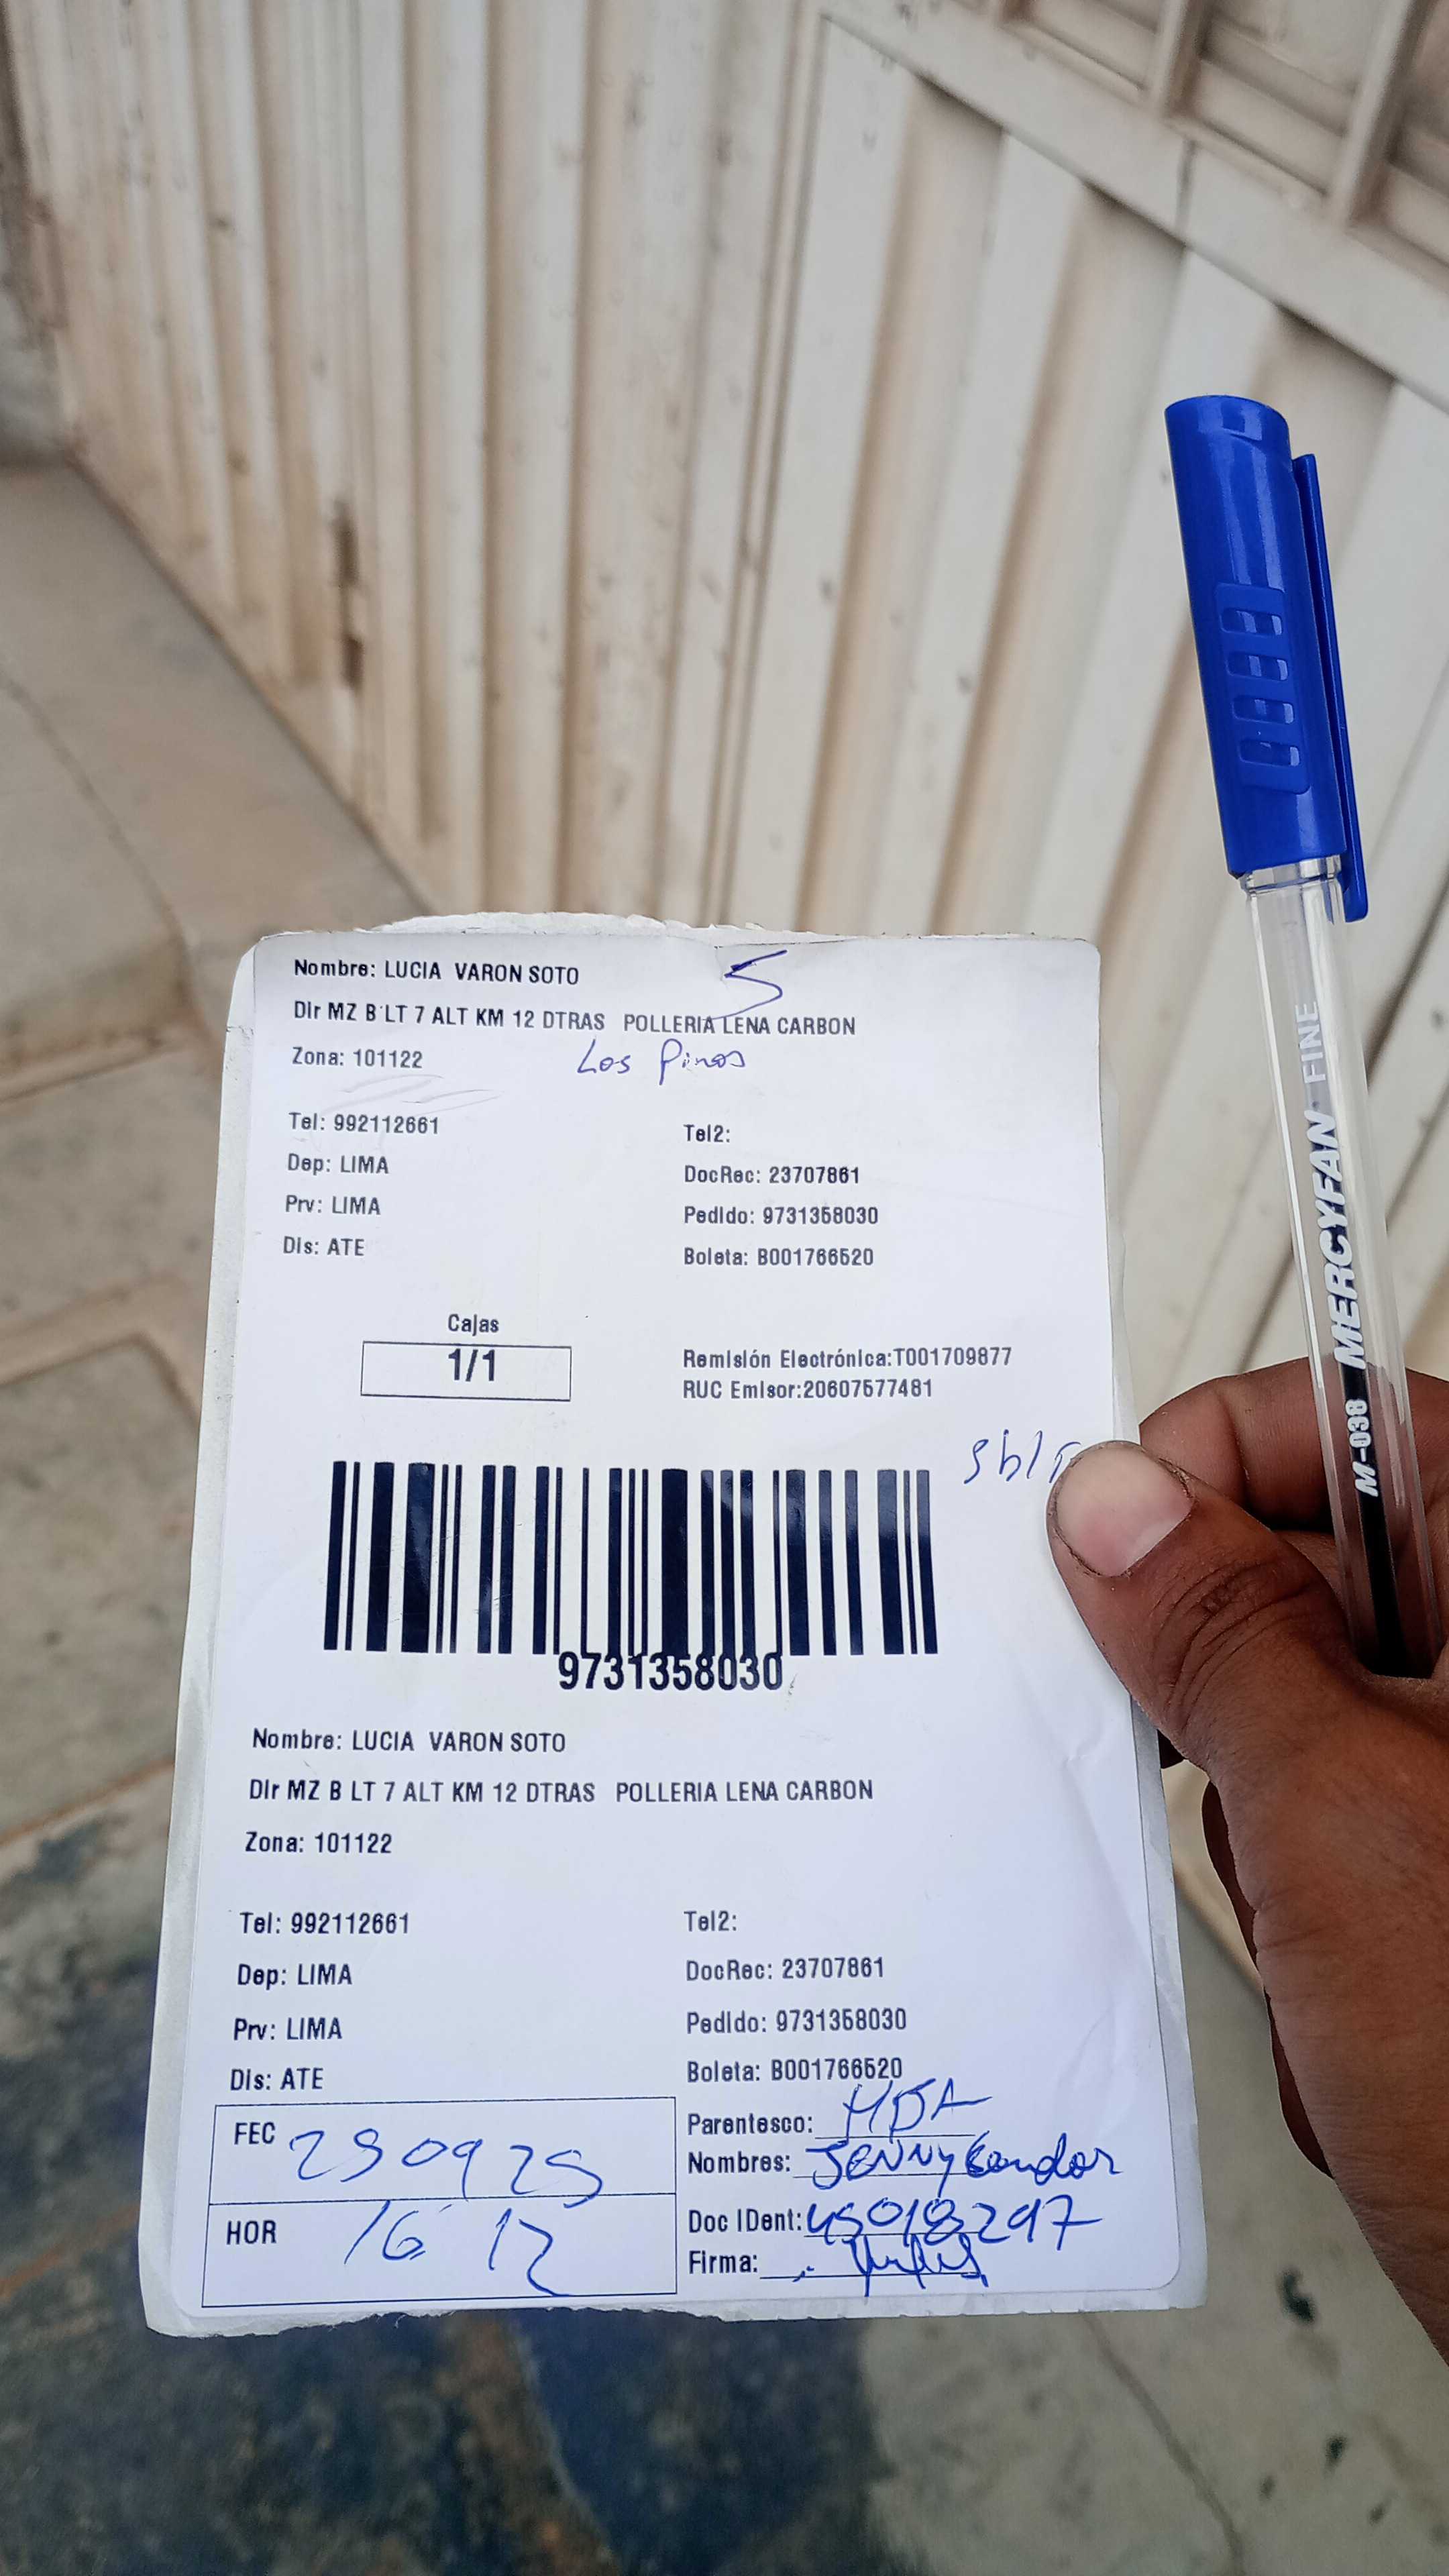 Nombre: LUCIA VARON SOTO
5
Dir MZ B LT 7 ALT KM 12 DTRAS POLLERIA LENA CARBON
Zona: 101122
Los Pinos
Tel: 992112661
Tel2:
Dep: LIMA
DocRec: 23707861
Prv: LIMA
Pedido: 9731358030
Dis: ATE
Boleta: B001766520
Cajas
1/1
Remisión Electrónica:T001709877
RUC Emisor:20607577481
9731358030
Nombre: LUCIA VARON SOTO
Dir MZ B LT 7 ALT KM 12 DTRAS POLLERIA LENA CARBON
Zona: 101122
Tel: 992112661
Tel2:
Dep: LIMA
DocRec: 23707861
Prv: LIMA
Pedido: 9731358030
Dis: ATE
Boleta: B001766520
FEC 290925
Parentesco: HDA
Nombres: JENNY Condor
HOR 16 12
Doc IDent: 45018297
Firma:
M-038 MERCYFAN FINE